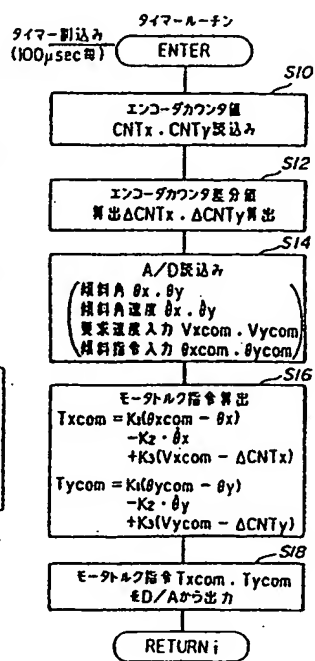 タイマールーチン
タイマー割込み
(100μsec毎)
ENTER
S10
エンコーダカウンタ値
CNTx . CNTy読込み
S12
エンコーダカウンタ差分値
算出ΔCNTx . ΔCNTy算出
S14
A/D読込み
傾斜角 θx . θy
傾斜角速度 θ̇x . θ̇y
要求速度入力 Vxcom . Vycom
傾斜指令入力 θxcom . θycom
S16
モータトルク指令算出
Txcom = K₁(θxcom − θx)
−K₂ · θ̇x
+K₃(Vxcom − ΔCNTx)
Tycom = K₁(θycom − θy)
−K₂ · θ̇y
+K₃(Vycom − ΔCNTy)
S18
モータトルク指令 Txcom . Tycom
をD/Aから出力
RETURN i